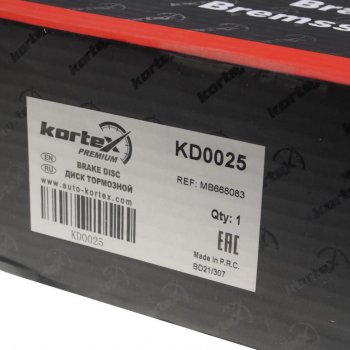 Bremss
kortex
PREMIUM
KD0025
EN
RU
BRAKE DISC
ДИСК ТОРМОЗНОЙ
www.auto-kortex.com
REF: MB668083
Qty: 1
KD0025
EAC
Made in P.R.C.
BD21/307